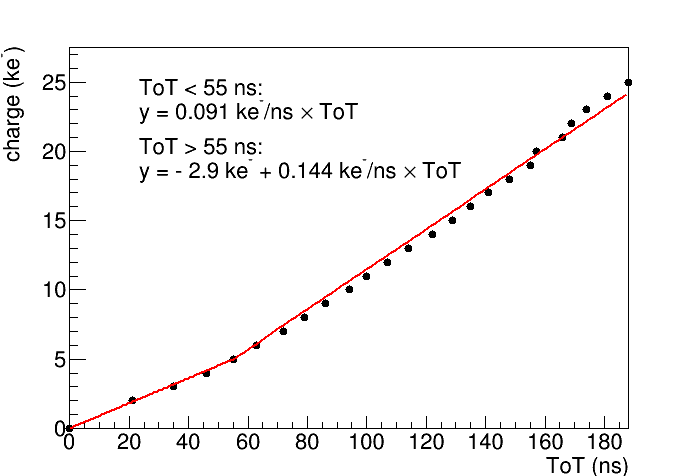 charge (ke⁻)
25
20
15
10
5
0
ToT < 55 ns:
y = 0.091 ke⁻/ns × ToT
ToT > 55 ns:
y = - 2.9 ke⁻ + 0.144 ke⁻/ns × ToT
0 20 40 60 80 100 120 140 160 180
ToT (ns)